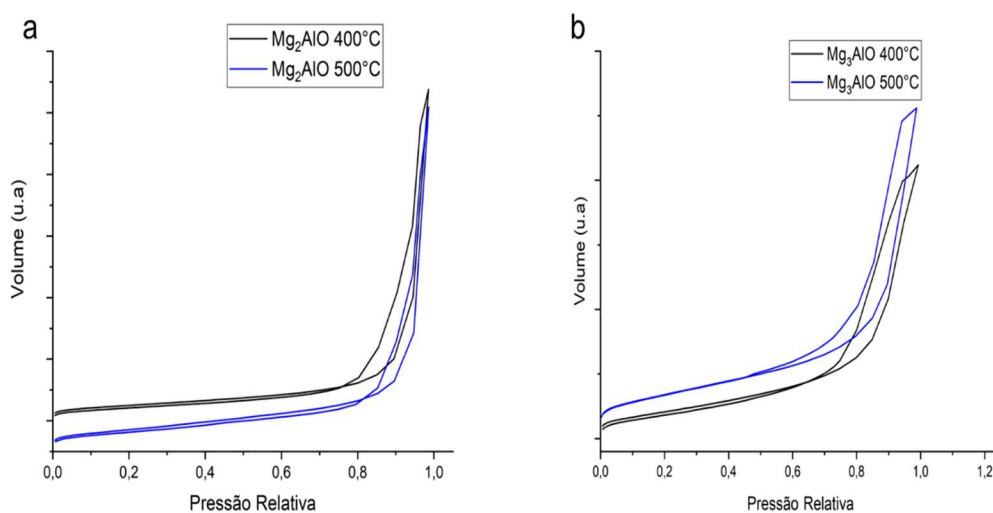 a
Mg₂AlO 400°C
Mg₂AlO 500°C
Volume (u.a)
0,0 0,2 0,4 0,6 0,8 1,0
Pressão Relativa
b
Mg₃AlO 400°C
Mg₃AlO 500°C
Volume (u.a)
0,0 0,2 0,4 0,6 0,8 1,0 1,2
Pressão Relativa